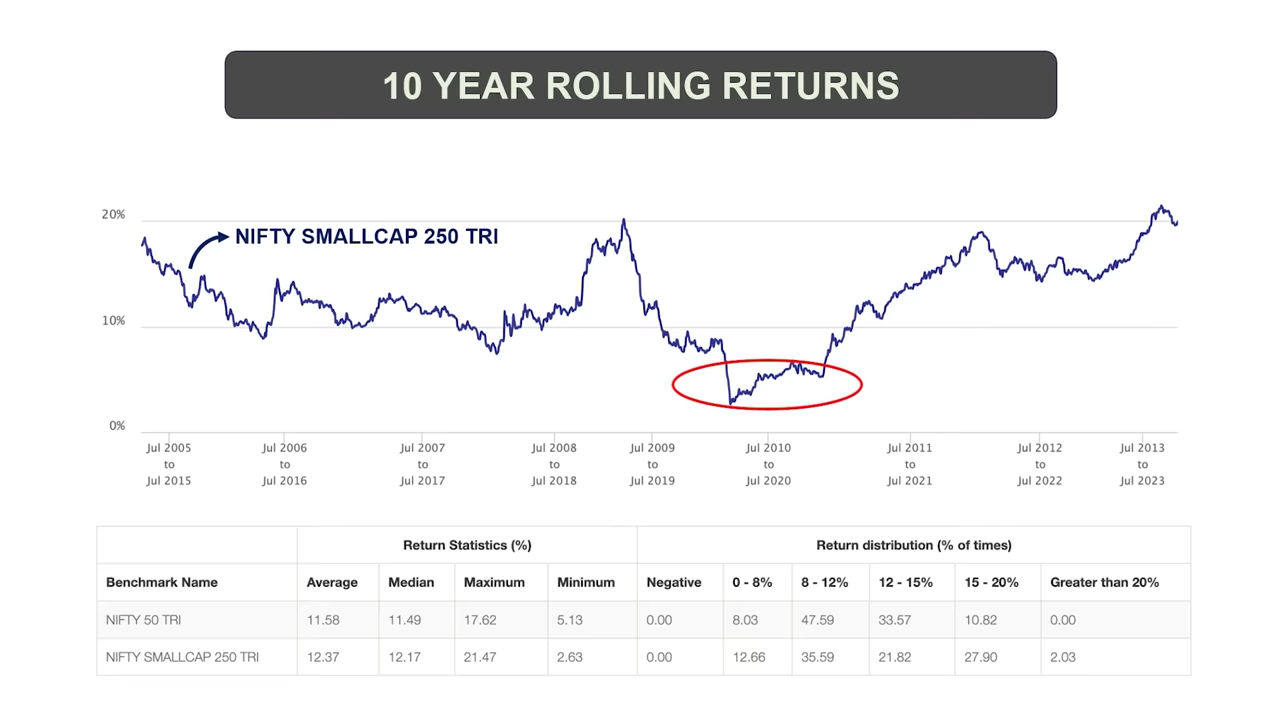 10 YEAR ROLLING RETURNS
20%
NIFTY SMALLCAP 250 TRI
10%
0%
Jul 2005 Jul 2006 Jul 2007 Jul 2008 Jul 2009 Jul 2010 Jul 2011 Jul 2012 Jul 2013
to to to to to to to to to
Jul 2015 Jul 2016 Jul 2017 Jul 2018 Jul 2019 Jul 2020 Jul 2021 Jul 2022 Jul 2023
Return Statistics (%) Return distribution (% of times)
Benchmark Name Average Median Maximum Minimum Negative 0 - 8% 8 - 12% 12 - 15% 15 - 20% Greater than 20%
NIFTY 50 TRI 11.58 11.49 17.62 5.13 0.00 8.03 47.59 33.57 10.82 0.00
NIFTY SMALLCAP 250 TRI 12.37 12.17 21.47 2.63 0.00 12.66 35.59 21.82 27.90 2.03